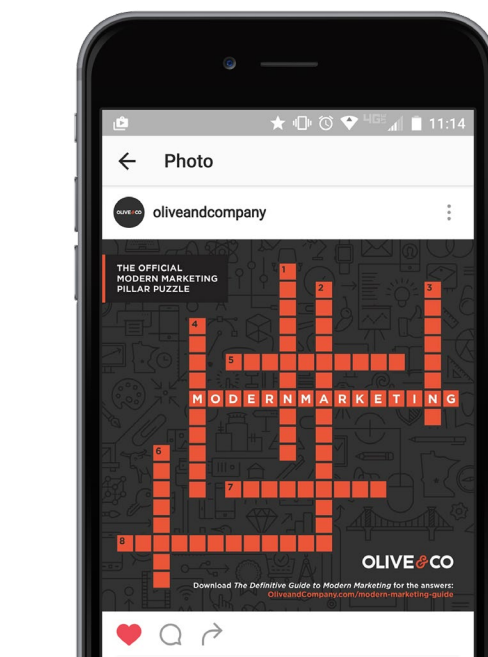 4G 11:14
Photo
OLIVE&CO
oliveandcompany
THE OFFICIAL
MODERN MARKETING
PILLAR PUZZLE
1
2
3
4
5
MODERNMARKETING
6
7
8
OLIVE&CO
Download The Definitive Guide to Modern Marketing for the answers:
OliveandCompany.com/modern-marketing-guide